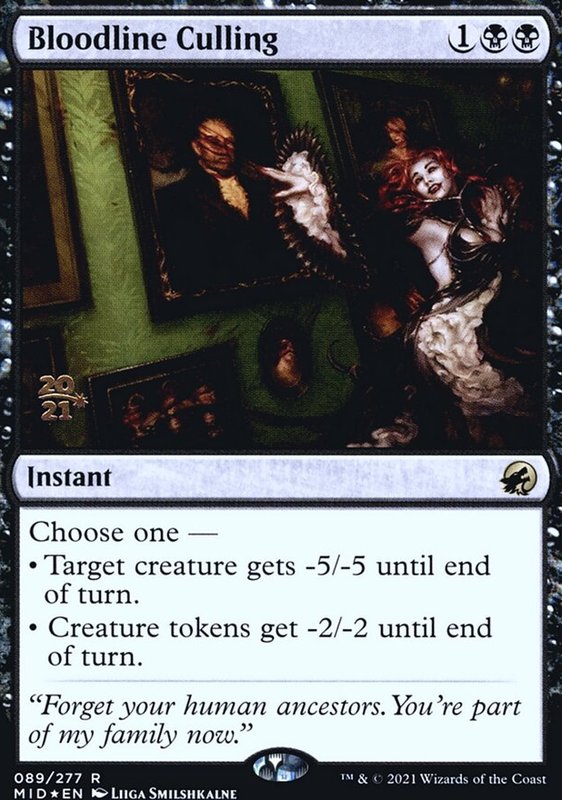 Bloodline Culling 1
20
21
Instant
Choose one —
• Target creature gets -5/-5 until end
of turn.
• Creature tokens get -2/-2 until end
of turn.
“Forget your human ancestors. You’re part
of my family now.”
089/277 R
MID★EN LIIGA SMILSHKALNE
™ & © 2021 Wizards of the Coast